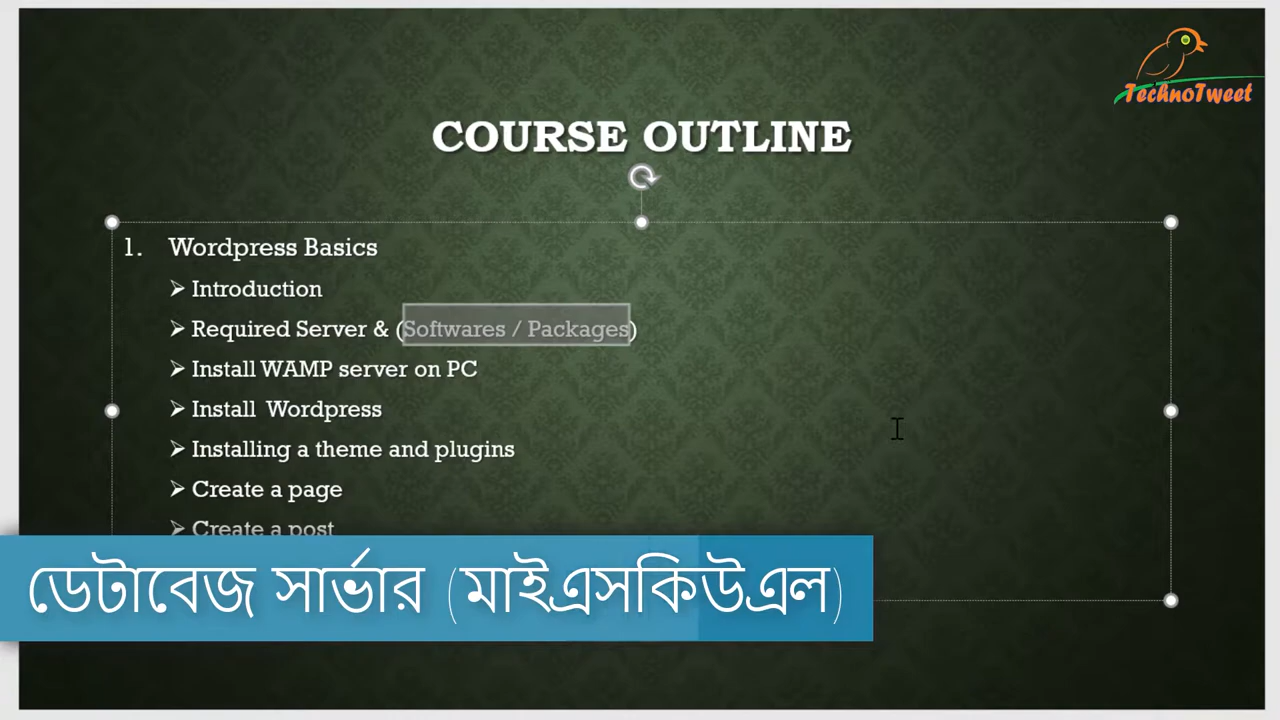 TechnoTweet
COURSE OUTLINE
1. Wordpress Basics
➢ Introduction
➢ Required Server & (Softwares / Packages)
➢ Install WAMP server on PC
➢ Install Wordpress
➢ Installing a theme and plugins
➢ Create a page
➢ Create a post
ডেটাবেজ সার্ভার (মাইএসকিউএল)